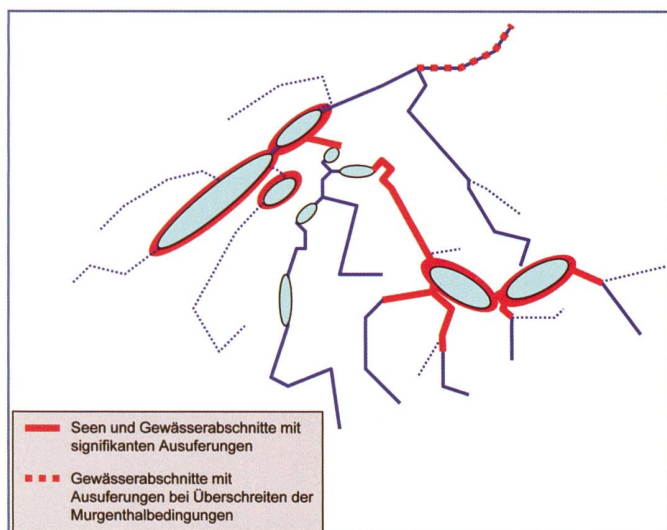 Seen und Gewässerabschnitte mit
signifikanten Ausuferungen
Gewässerabschnitte mit
Ausuferungen bei Überschreiten der
Murgenthalbedingungen